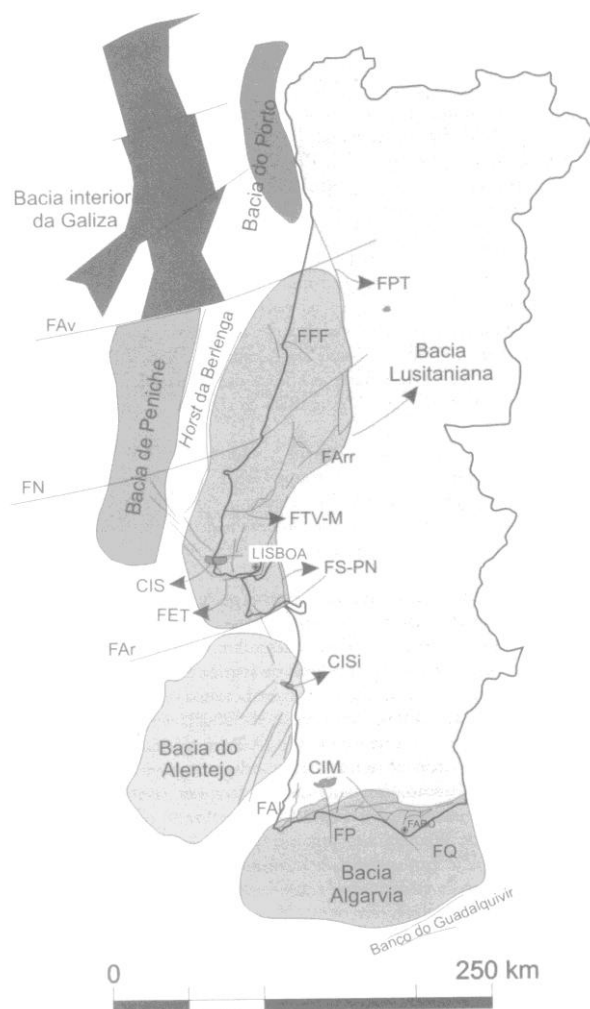 Bacia do Porto
Bacia interior
da Galiza
FPT
FAv
FFF
Bacia
Lusitaniana
Horst da Berlenga
Bacia de Peniche
FArr
FN
FTV-M
LISBOA
FS-PN
CIS
FET
FAr
CISi
Bacia do
Alentejo
CIM
FAl
FP
FARO
FQ
Bacia
Algarvia
Banco do Guadalquivir
0
250 km